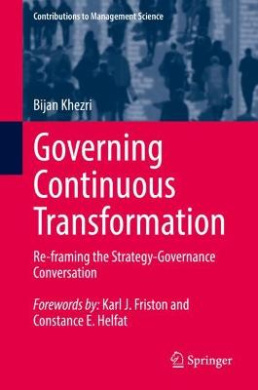 Contributions to Management Science
Bijan Khezri
Governing
Continuous
Transformation
Re-framing the Strategy-Governance
Conversation
Forewords by: Karl J. Friston and
Constance E. Helfat
Springer